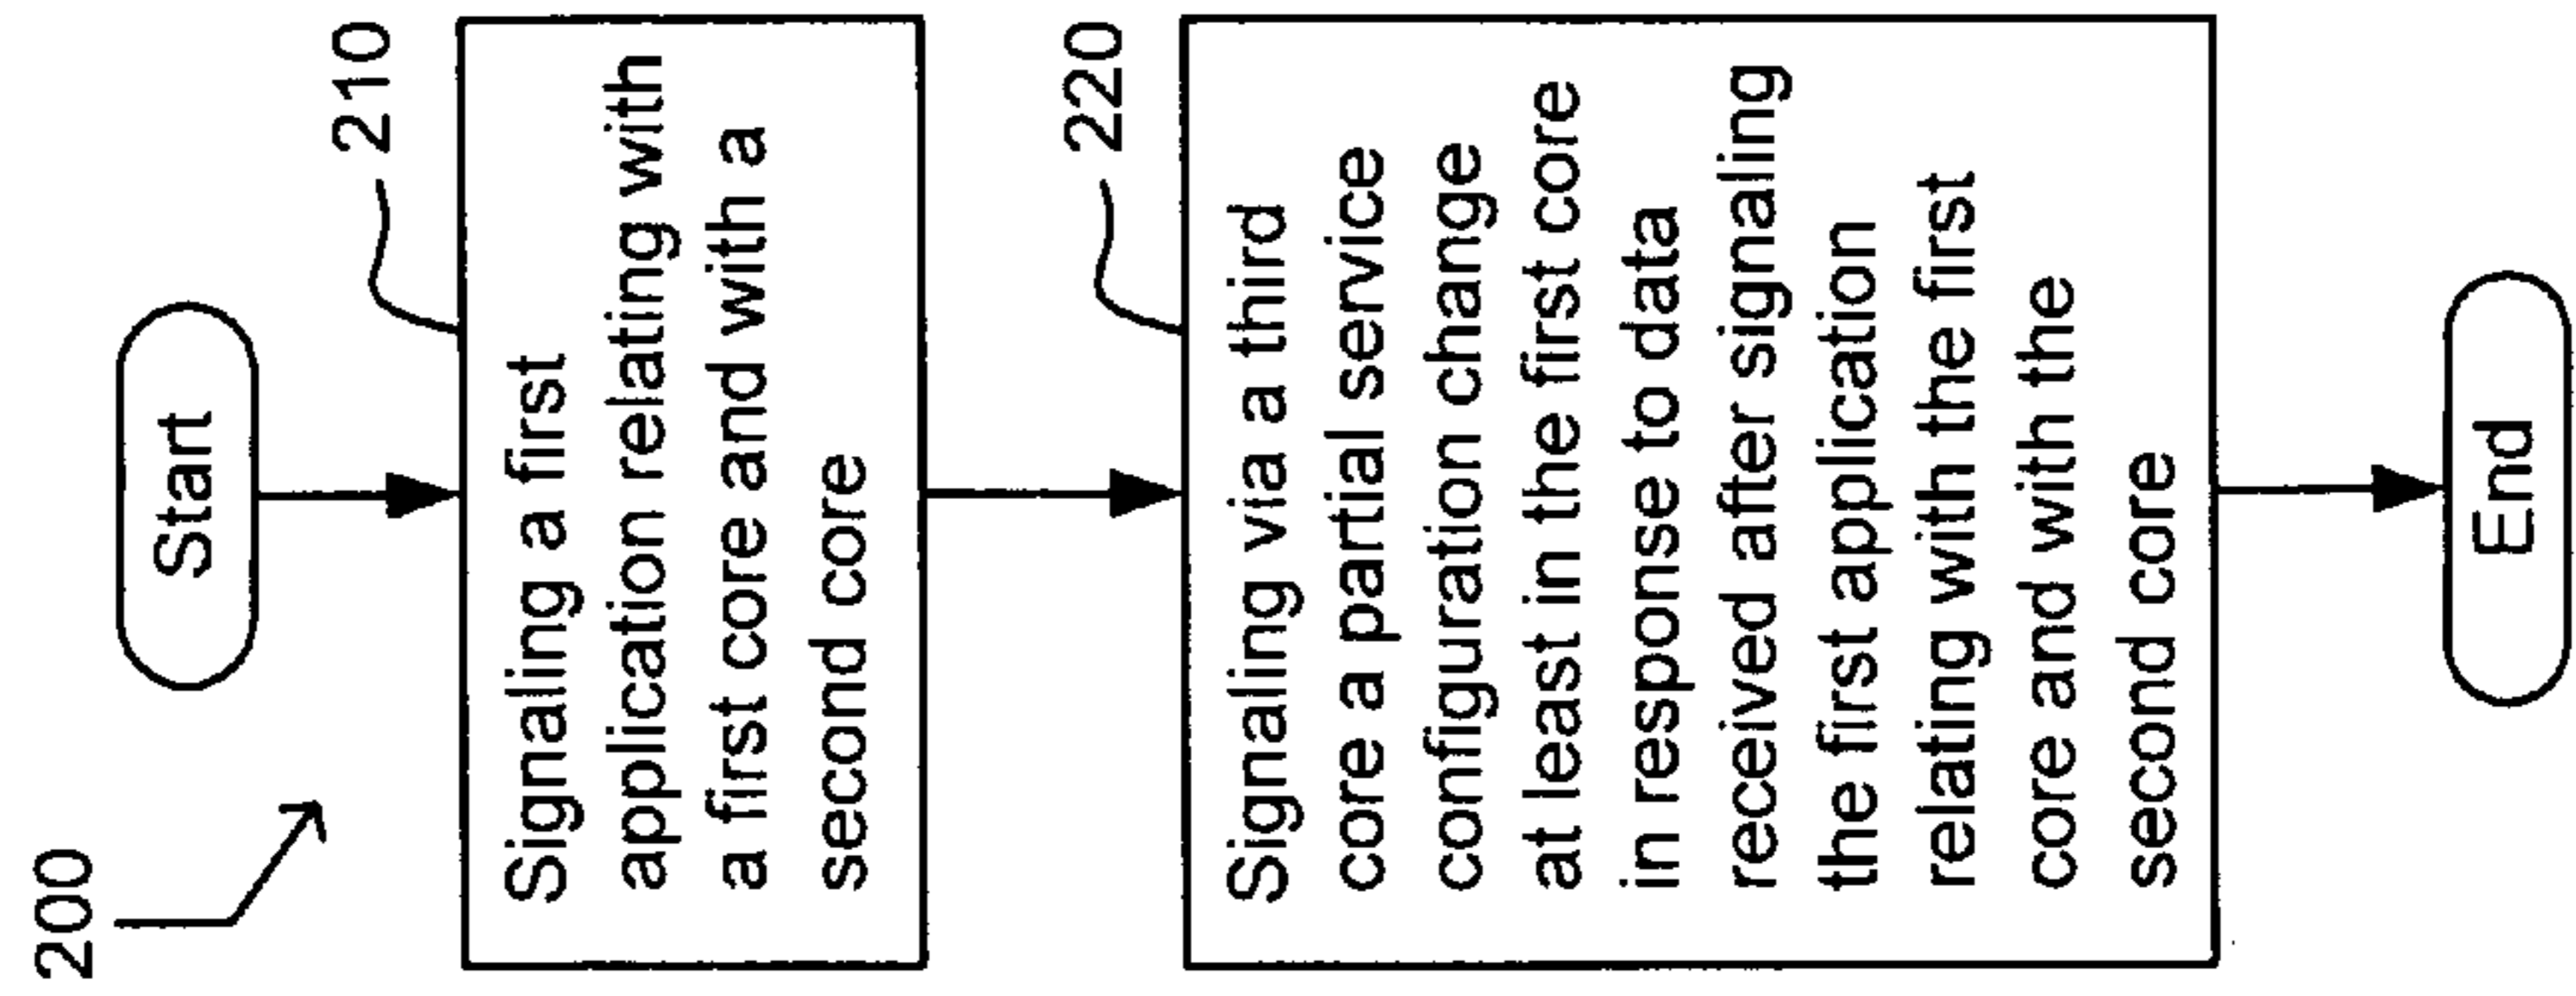 200
Start
210
Signaling a first
application relating with
a first core and with a
second core
220
Signaling via a third
core a partial service
configuration change
at least in the first core
in response to data
received after signaling
the first application
relating with the first
core and with the
second core
End